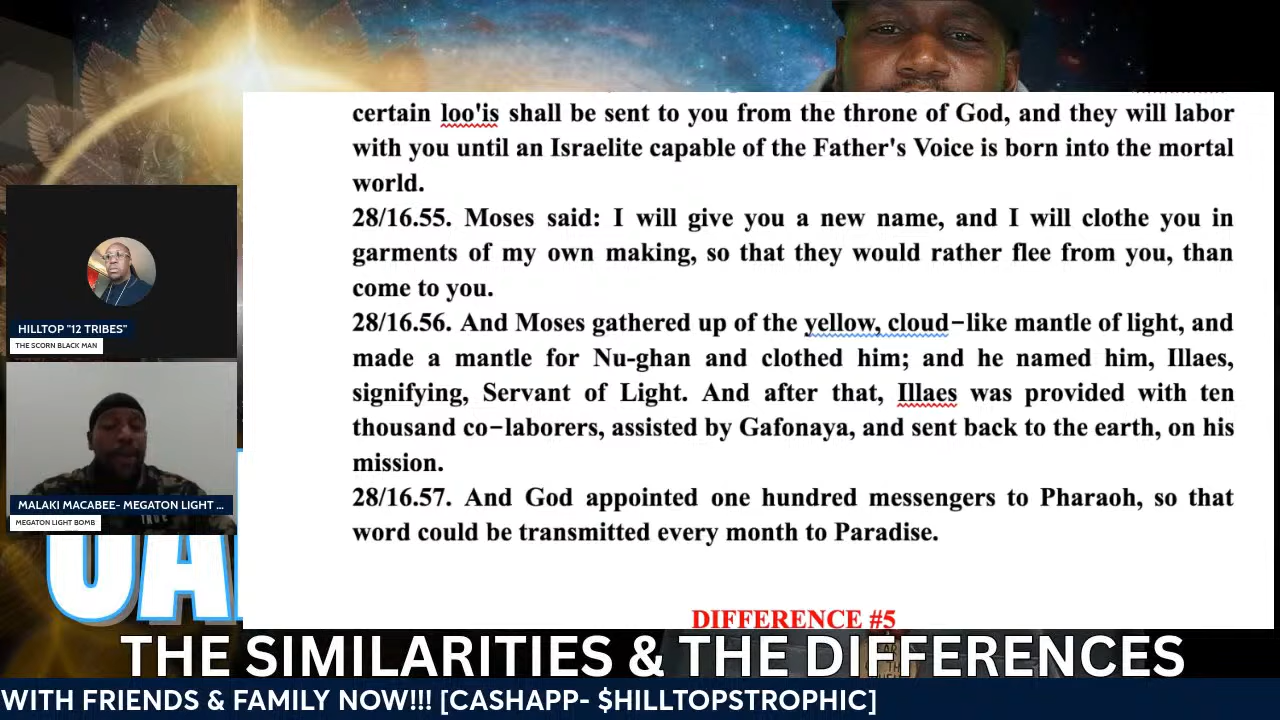 certain loo'is shall be sent to you from the throne of God, and they will labor
with you until an Israelite capable of the Father's Voice is born into the mortal
world.
28/16.55. Moses said: I will give you a new name, and I will clothe you in
garments of my own making, so that they would rather flee from you, than
come to you.
28/16.56. And Moses gathered up of the yellow, cloud–like mantle of light, and
made a mantle for Nu-ghan and clothed him; and he named him, Illaes,
signifying, Servant of Light. And after that, Illaes was provided with ten
thousand co–laborers, assisted by Gafonaya, and sent back to the earth, on his
mission.
28/16.57. And God appointed one hundred messengers to Pharaoh, so that
word could be transmitted every month to Paradise.
DIFFERENCE #5
HILLTOP "12 TRIBES"
THE SCORN BLACK MAN
MALAKI MACABEE- MEGATON LIGHT ...
MEGATON LIGHT BOMB
THE SIMILARITIES & THE DIFFERENCES
WITH FRIENDS & FAMILY NOW!!! [CASHAPP- $HILLTOPSTROPHIC]